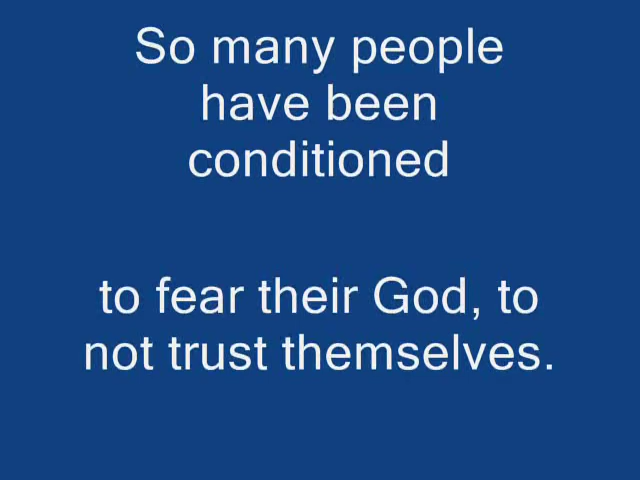 So many people
have been
conditioned
to fear their God, to
not trust themselves.